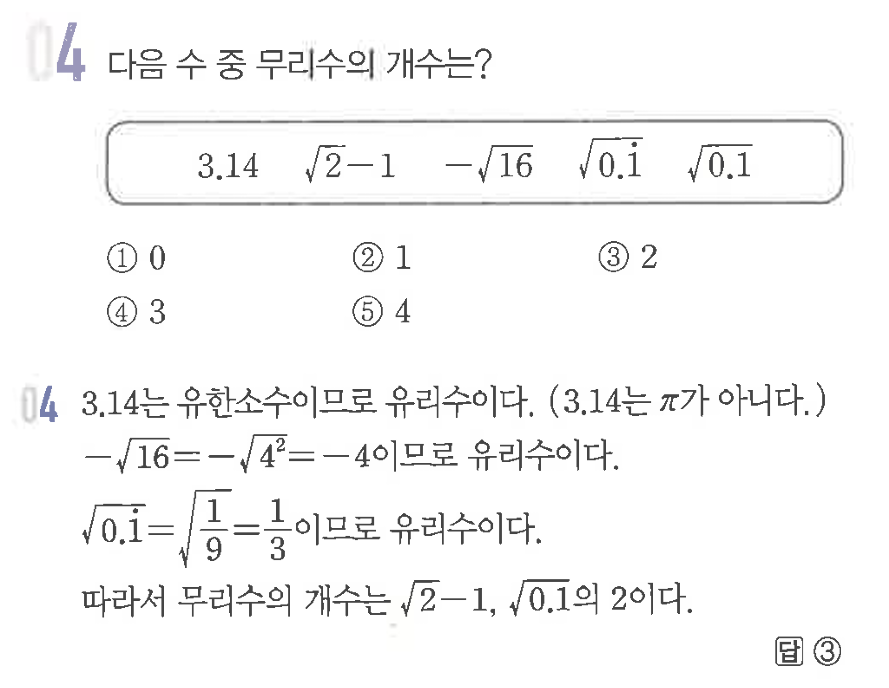 04 다음 수 중 무리수의 개수는?
3.14 √2−1 −√16 √0.1̇ √0.1
① 0 ② 1 ③ 2
④ 3 ⑤ 4
04 3.14는 유한소수이므로 유리수이다. (3.14는 π가 아니다.)
−√16=−√4²=−4이므로 유리수이다.
√0.1̇=√(1/9)=1/3이므로 유리수이다.
따라서 무리수의 개수는 √2−1, √0.1의 2이다.
답 ③